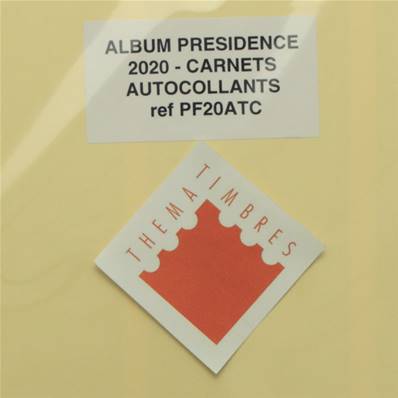 ALBUM PRESIDENCE
2020 - CARNETS
AUTOCOLLANTS
ref PF20ATC
THEMA TIMBRES